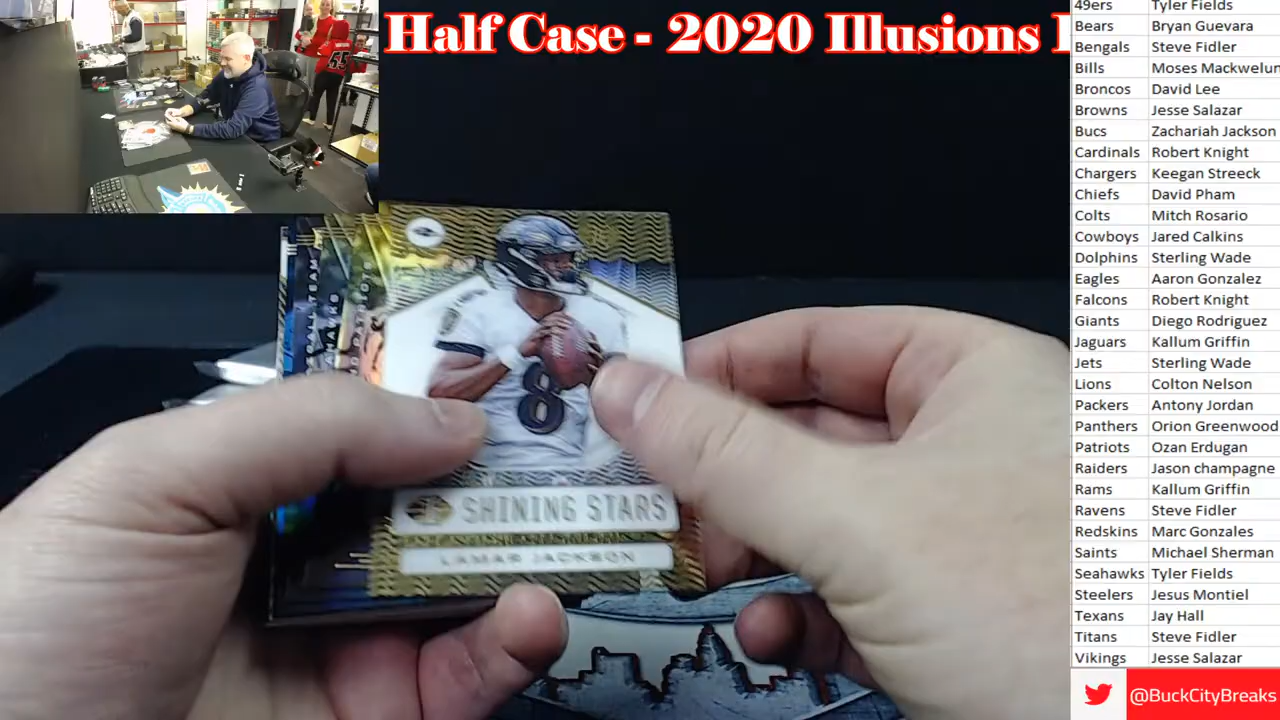 Half Case - 2020 Illusions
49ers Tyler Fields
Bears Bryan Guevara
Bengals Steve Fidler
Bills Moses Mackwelun
Broncos David Lee
Browns Jesse Salazar
Bucs Zachariah Jackson
Cardinals Robert Knight
Chargers Keegan Streeck
Chiefs David Pham
Colts Mitch Rosario
Cowboys Jared Calkins
Dolphins Sterling Wade
Eagles Aaron Gonzalez
Falcons Robert Knight
Giants Diego Rodriguez
Jaguars Kallum Griffin
Jets Sterling Wade
Lions Colton Nelson
Packers Antony Jordan
Panthers Orion Greenwood
Patriots Ozan Erdugan
Raiders Jason champagne
Rams Kallum Griffin
Ravens Steve Fidler
Redskins Marc Gonzales
Saints Michael Sherman
Seahawks Tyler Fields
Steelers Jesus Montiel
Texans Jay Hall
Titans Steve Fidler
Vikings Jesse Salazar
@BuckCityBreaks
8
SHINING STARS
LAMAR JACKSON
55